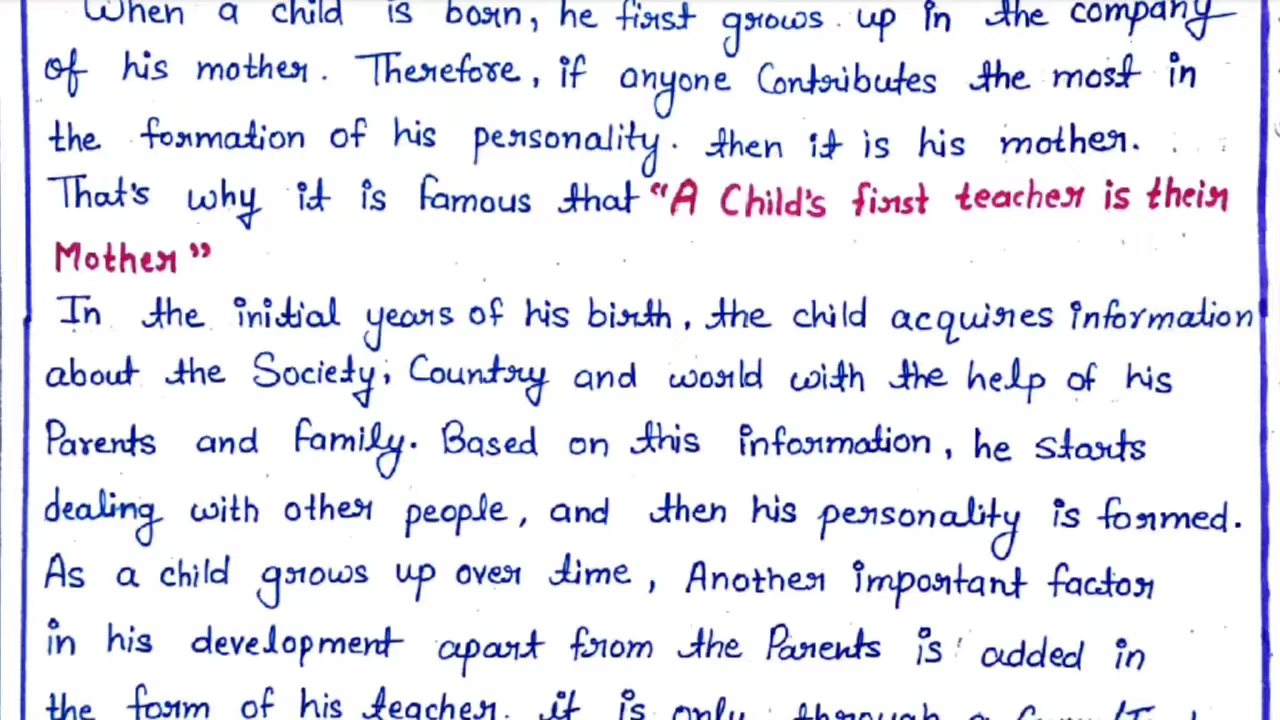 When a child is born, he first grows up in the company
of his mother. Therefore, if anyone Contributes the most in
the formation of his personality. then it is his mother.
That's why it is famous that "A Child's first teacher is their
Mother"
In the initial years of his birth, the child acquires information
about the Society, Country and world with the help of his
Parents and family. Based on this information, he starts
dealing with other people, and then his personality is formed.
As a child grows up over time, Another important factor
in his development apart from the Parents is added in
the form of his teacher. it is only through a